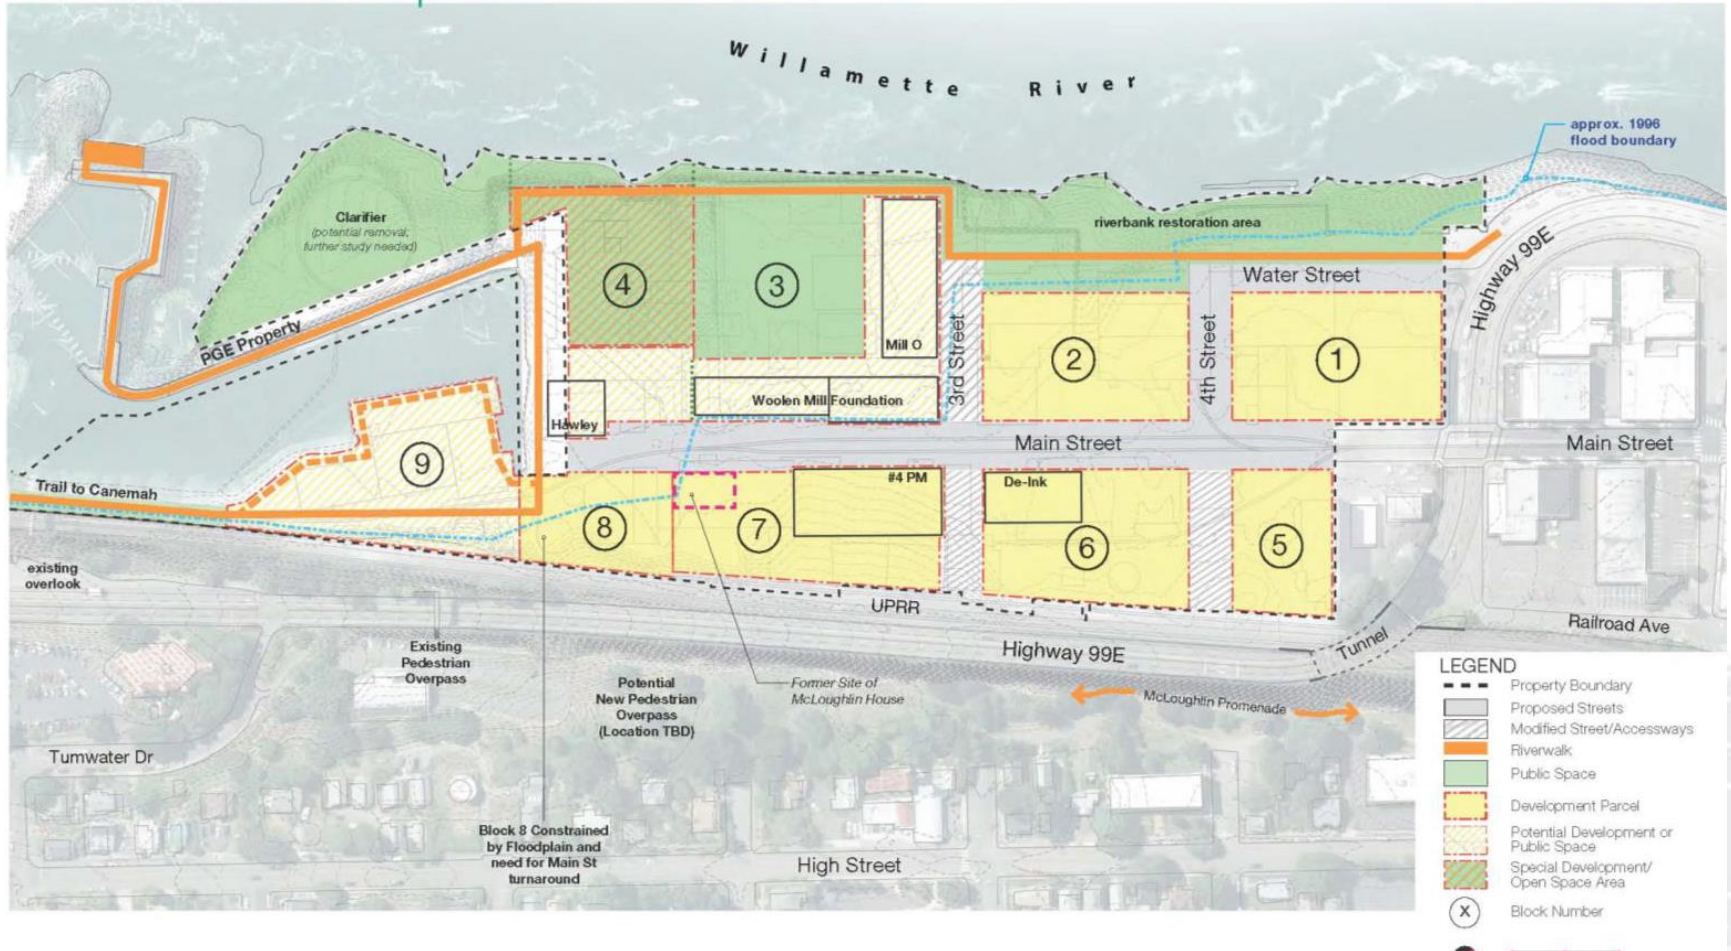 Willamette River
approx. 1996
flood boundary
Clarifier
(potential removal,
further study needed)
riverbank restoration area
Highway 99E
Water Street
4
3
PGE Property
Mill O
3rd Street
2
4th Street
1
Woolen Mill Foundation
Hawley
Main Street
Main Street
9
Trail to Canemah
#4 PM
De-Ink
8
7
6
5
existing
overlook
UPRR
Highway 99E
Tunnel
Railroad Ave
Existing
Pedestrian
Overpass
Potential
New Pedestrian
Overpass
(Location TBD)
Former Site of
McLoughlin House
McLoughlin Promenade
Tumwater Dr
Block 8 Constrained
by Floodplain and
need for Main St
turnaround
High Street
LEGEND
Property Boundary
Proposed Streets
Modified Street/Accessways
Riverwalk
Public Space
Development Parcel
Potential Development or
Public Space
Special Development/
Open Space Area
X
Block Number